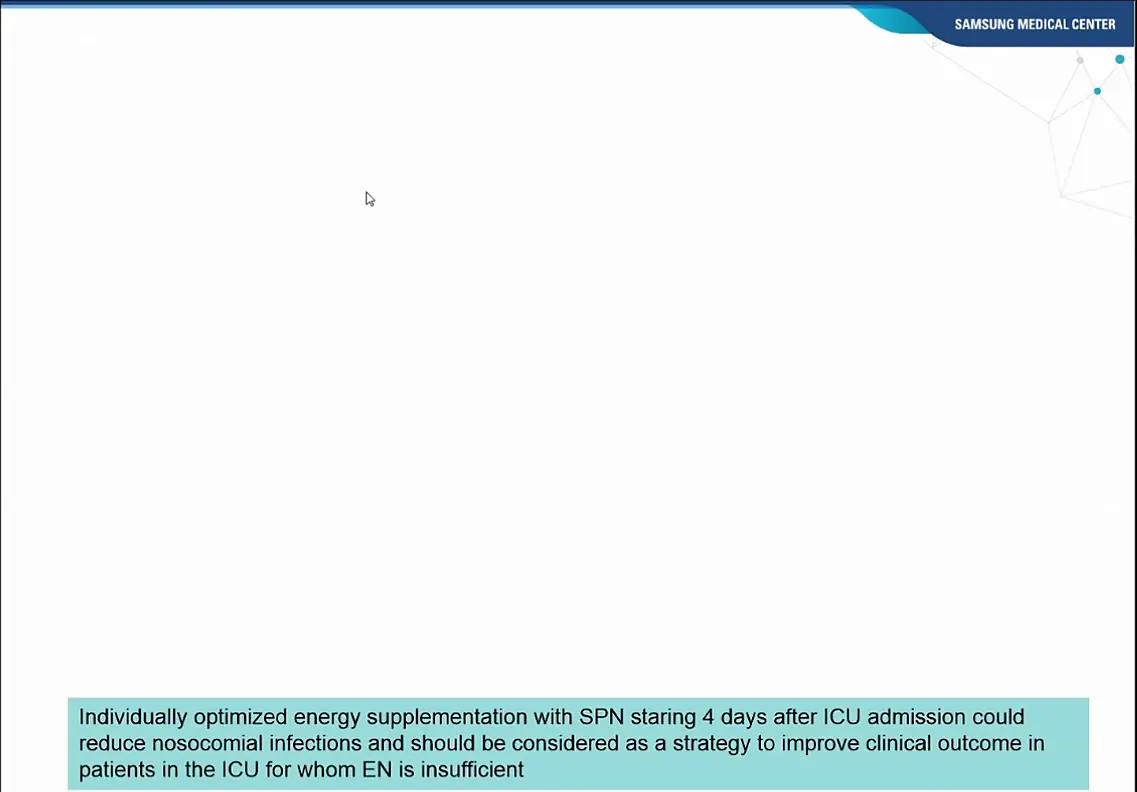 SAMSUNG MEDICAL CENTER
Individually optimized energy supplementation with SPN staring 4 days after ICU admission could
reduce nosocomial infections and should be considered as a strategy to improve clinical outcome in
patients in the ICU for whom EN is insufficient